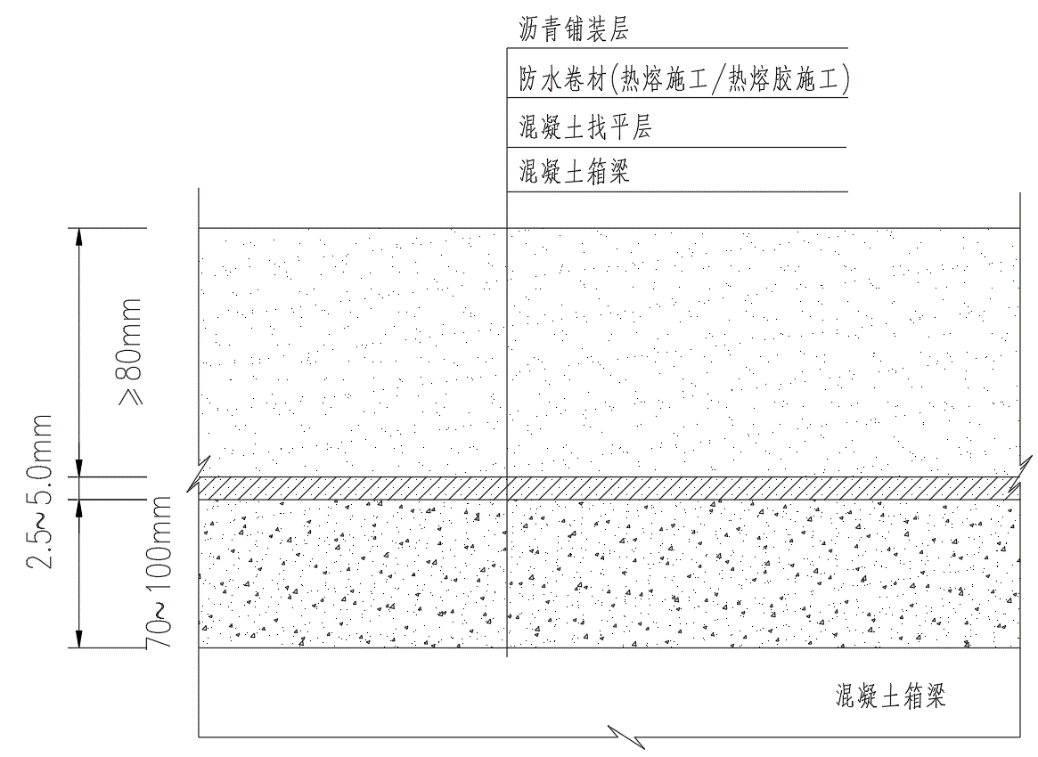 沥青铺装层
防水卷材(热熔施工/热熔胶施工)
混凝土找平层
混凝土箱梁
≥80mm
2.5~5.0mm
70~100mm
混凝土箱梁